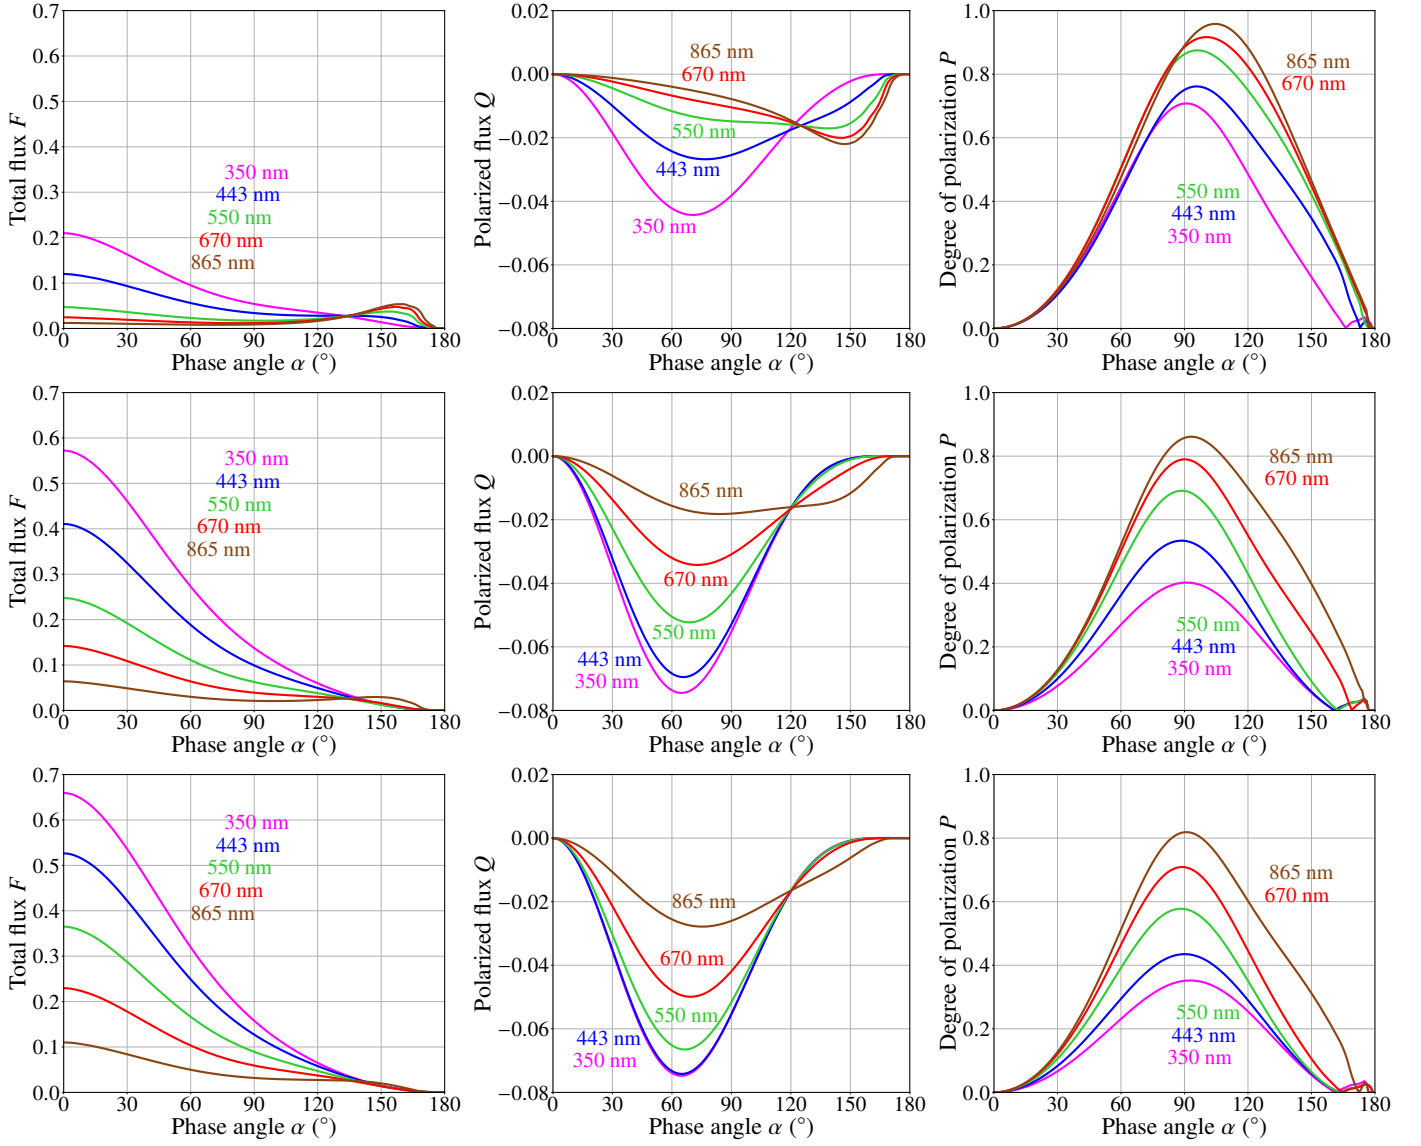 Total flux F
0.7
0.6
0.5
0.4
0.3
0.2
0.1
0.0
350 nm
443 nm
550 nm
670 nm
865 nm
0 30 60 90 120 150 180
Phase angle α (°)
Polarized flux Q
0.02
0.00
−0.02
−0.04
−0.06
−0.08
865 nm
670 nm
550 nm
443 nm
350 nm
0 30 60 90 120 150 180
Phase angle α (°)
Degree of polarization P
1.0
0.8
0.6
0.4
0.2
0.0
865 nm
670 nm
550 nm
443 nm
350 nm
0 30 60 90 120 150 180
Phase angle α (°)
Total flux F
0.7
0.6
0.5
0.4
0.3
0.2
0.1
0.0
350 nm
443 nm
550 nm
670 nm
865 nm
0 30 60 90 120 150 180
Phase angle α (°)
Polarized flux Q
0.02
0.00
−0.02
−0.04
−0.06
−0.08
865 nm
670 nm
550 nm
443 nm
350 nm
0 30 60 90 120 150 180
Phase angle α (°)
Degree of polarization P
1.0
0.8
0.6
0.4
0.2
0.0
865 nm
670 nm
550 nm
443 nm
350 nm
0 30 60 90 120 150 180
Phase angle α (°)
Total flux F
0.7
0.6
0.5
0.4
0.3
0.2
0.1
0.0
350 nm
443 nm
550 nm
670 nm
865 nm
0 30 60 90 120 150 180
Phase angle α (°)
Polarized flux Q
0.02
0.00
−0.02
−0.04
−0.06
−0.08
865 nm
670 nm
550 nm
443 nm
350 nm
0 30 60 90 120 150 180
Phase angle α (°)
Degree of polarization P
1.0
0.8
0.6
0.4
0.2
0.0
865 nm
670 nm
550 nm
443 nm
350 nm
0 30 60 90 120 150 180
Phase angle α (°)